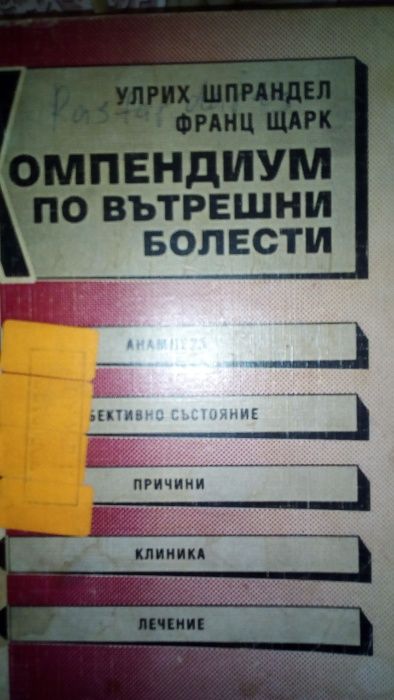 УЛРИХ ШПРАНДЕЛ
ФРАНЦ ЩАРК
ОМПЕНДИУМ
ПО ВЪТРЕШНИ
БОЛЕСТИ
АНАМНЕЗА
БЕКТИВНО СЪСТОЯНИЕ
ПРИЧИНИ
КЛИНИКА
ЛЕЧЕНИЕ